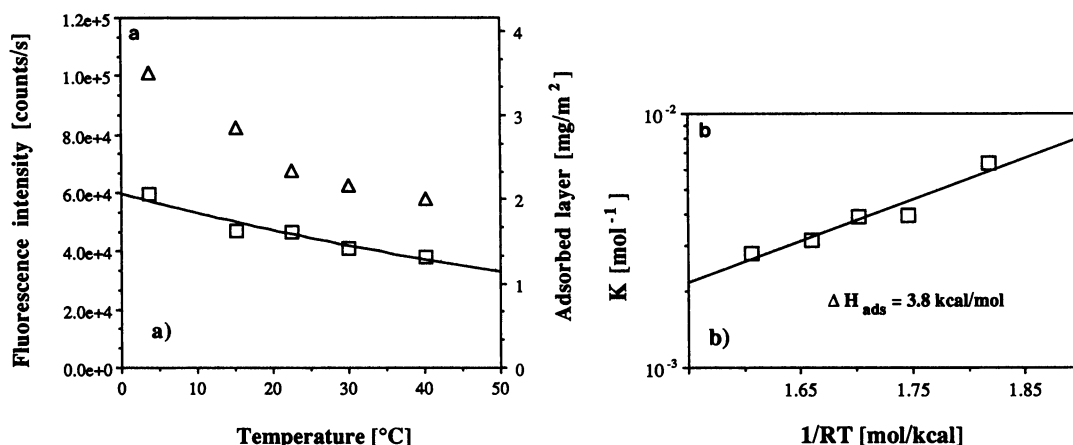 a
Fluorescence intensity [counts/s]
1.2e+5
1.0e+5
8.0e+4
6.0e+4
4.0e+4
2.0e+4
0.0e+0
a)
0 10 20 30 40 50
Temperature [°C]
4
3
2
1
0
Adsorbed layer [mg/m²]
b
K [mol⁻¹]
10⁻²
10⁻³
Δ H ads = 3.8 kcal/mol
b)
1.65 1.75 1.85
1/RT [mol/kcal]